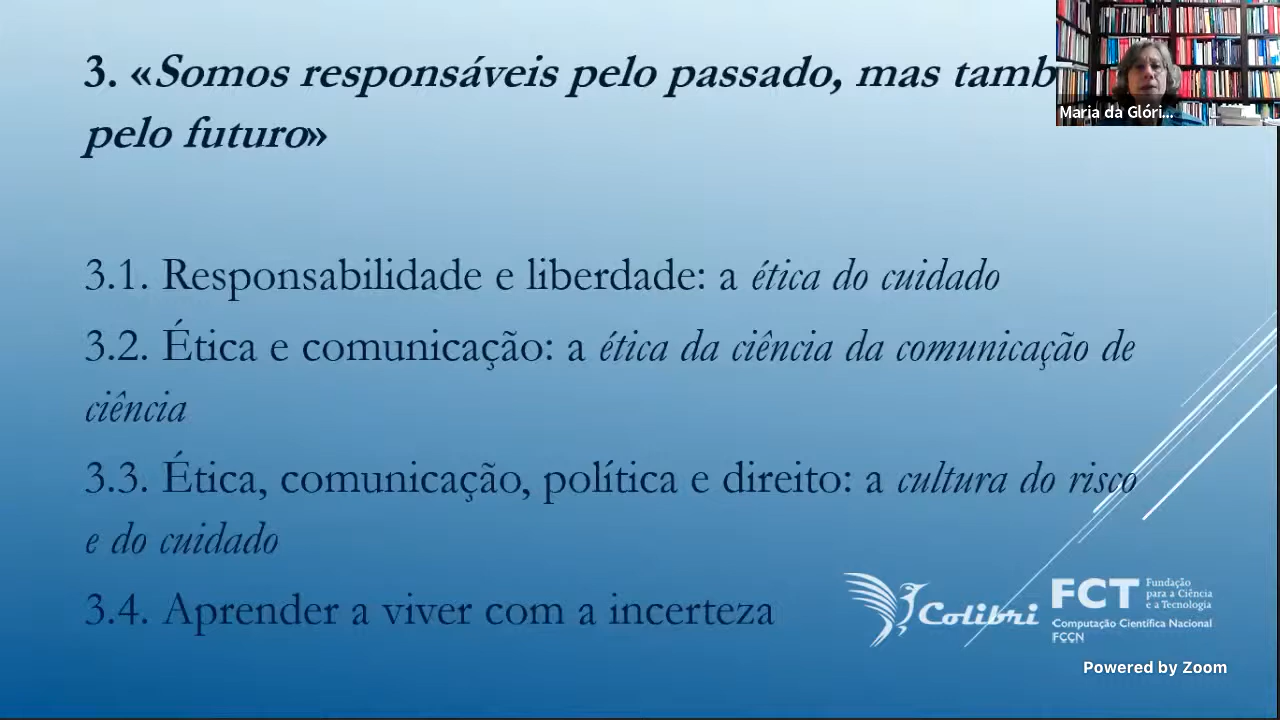 3. «Somos responsáveis pelo passado, mas tamb
pelo futuro»
Maria da Glóri...
3.1. Responsabilidade e liberdade: a ética do cuidado
3.2. Ética e comunicação: a ética da ciência da comunicação de
ciência
3.3. Ética, comunicação, política e direito: a cultura do risco
e do cuidado
3.4. Aprender a viver com a incerteza
Colibri
FCT Fundação
para a Ciência
e a Tecnologia
Computação Científica Nacional
FCCN
Powered by Zoom